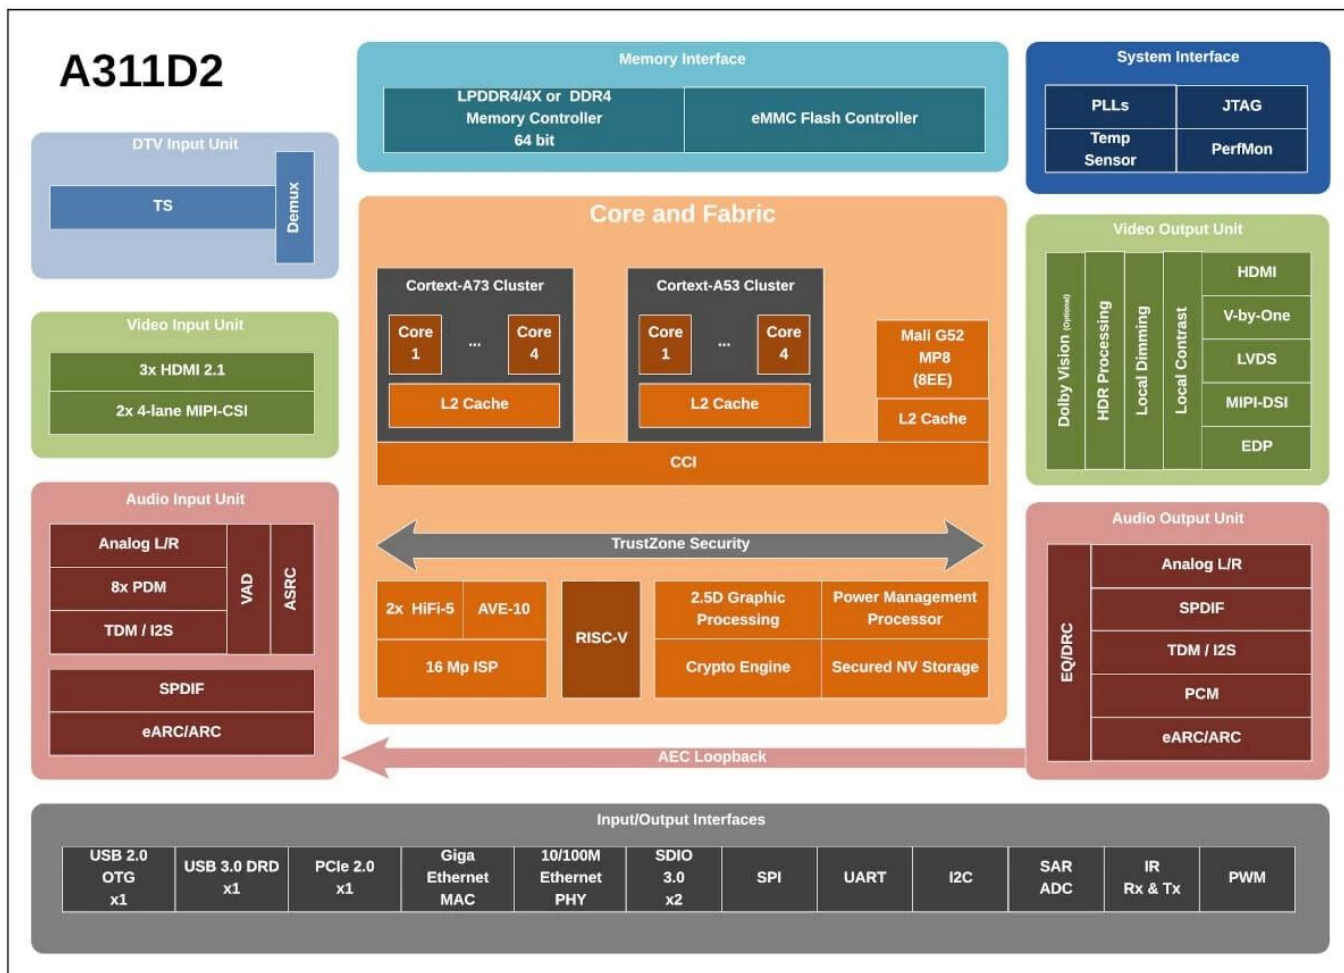 A311D2
DTV Input Unit
TS
Demux
Video Input Unit
3x HDMI 2.1
2x 4-lane MIPI-CSI
Audio Input Unit
Analog L/R
8x PDM
TDM / I2S
VAD
ASRC
SPDIF
eARC/ARC
Memory Interface
LPDDR4/4X or DDR4
Memory Controller
64 bit
eMMC Flash Controller
Core and Fabric
Cortext-A73 Cluster
Core
1
...
Core
4
L2 Cache
Cortext-A53 Cluster
Core
1
...
Core
4
L2 Cache
Mali G52
MP8
(8EE)
L2 Cache
CCI
TrustZone Security
2x HiFi-5
AVE-10
16 Mp ISP
RISC-V
2.5D Graphic
Processing
Power Management
Processor
Crypto Engine
Secured NV Storage
AEC Loopback
System Interface
PLLs
JTAG
Temp
Sensor
PerfMon
Video Output Unit
Dolby Vision (Optional)
HDR Processing
Local Dimming
Local Contrast
HDMI
V-by-One
LVDS
MIPI-DSI
EDP
Audio Output Unit
EQ/DRC
Analog L/R
SPDIF
TDM / I2S
PCM
eARC/ARC
Input/Output Interfaces
USB 2.0
OTG
x1
USB 3.0 DRD
x1
PCIe 2.0
x1
Giga
Ethernet
MAC
10/100M
Ethernet
PHY
SDIO
3.0
x2
SPI
UART
I2C
SAR
ADC
IR
Rx & Tx
PWM